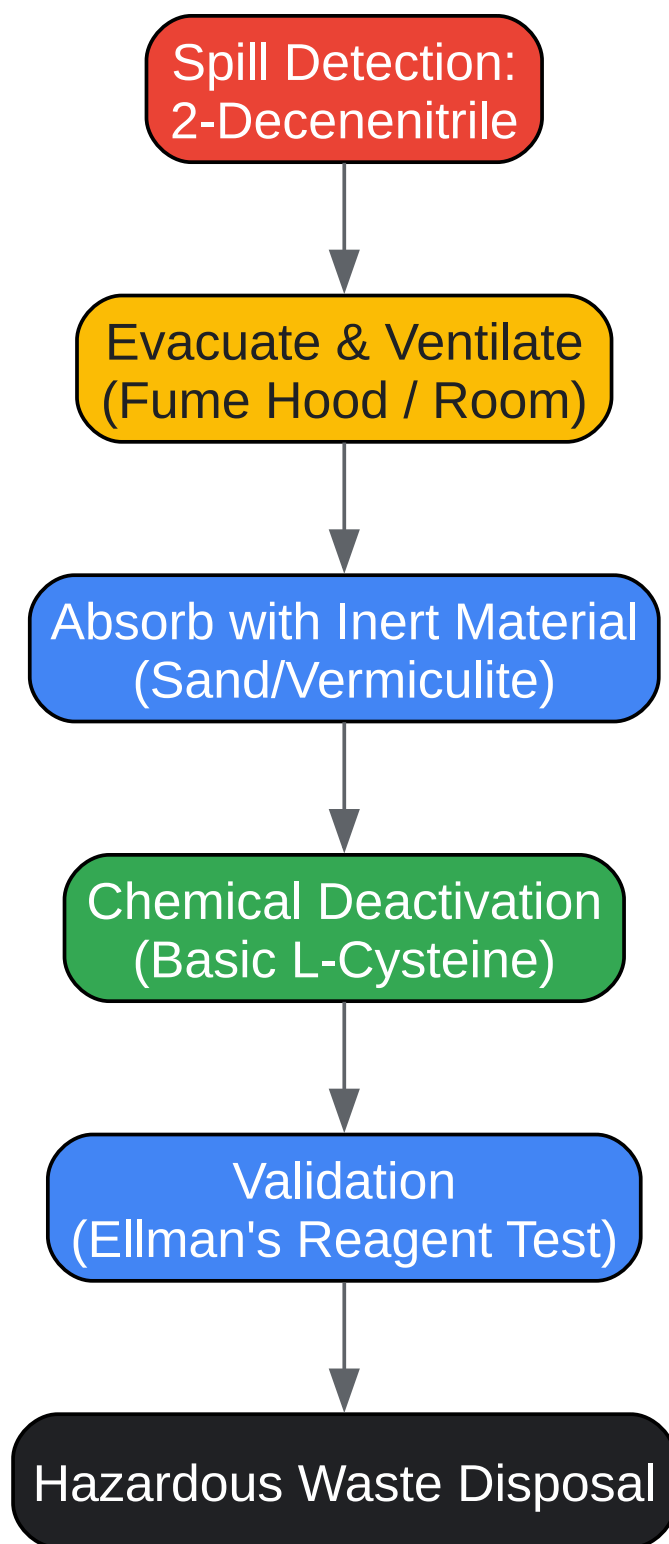 Spill Detection:
2-Decenenitrile
Evacuate & Ventilate
(Fume Hood / Room)
Absorb with Inert Material
(Sand/Vermiculite)
Chemical Deactivation
(Basic L-Cysteine)
Validation
(Ellman's Reagent Test)
Hazardous Waste Disposal